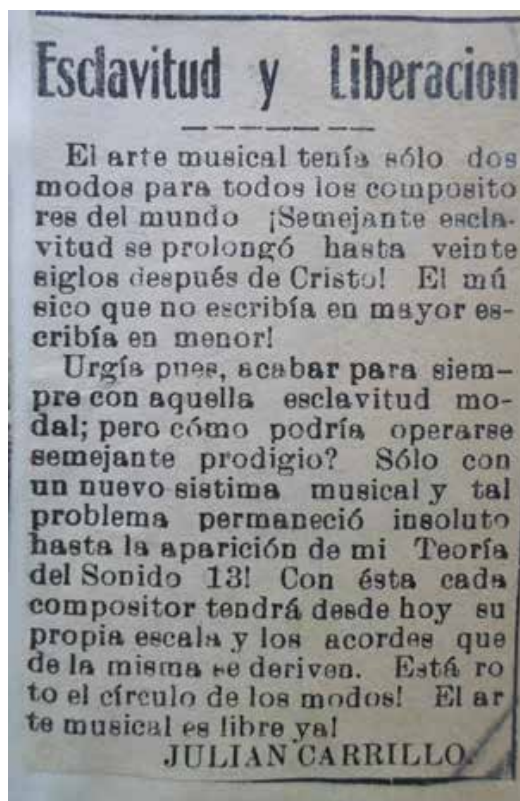 Esclavitud y Liberacion
El arte musical tenía sólo dos
modos para todos los composito
res del mundo ¡Semejante escla-
vitud se prolongó hasta veinte
siglos después de Cristo! El mú
sico que no escribía en mayor es-
cribía en menor!
Urgía pues, acabar para siem-
pre con aquella esclavitud mo-
dal; pero cómo podría operarse
semejante prodigio? Sólo con
un nuevo sistima musical y tal
problema permaneció insoluto
hasta la aparición de mi Teoría
del Sonido 13! Con ésta cada
compositor tendrá desde hoy su
propia escala y los acordes que
de la misma se deriven. Está ro
to el círculo de los modos! El ar
te musical es libre ya!
JULIAN CARRILLO.